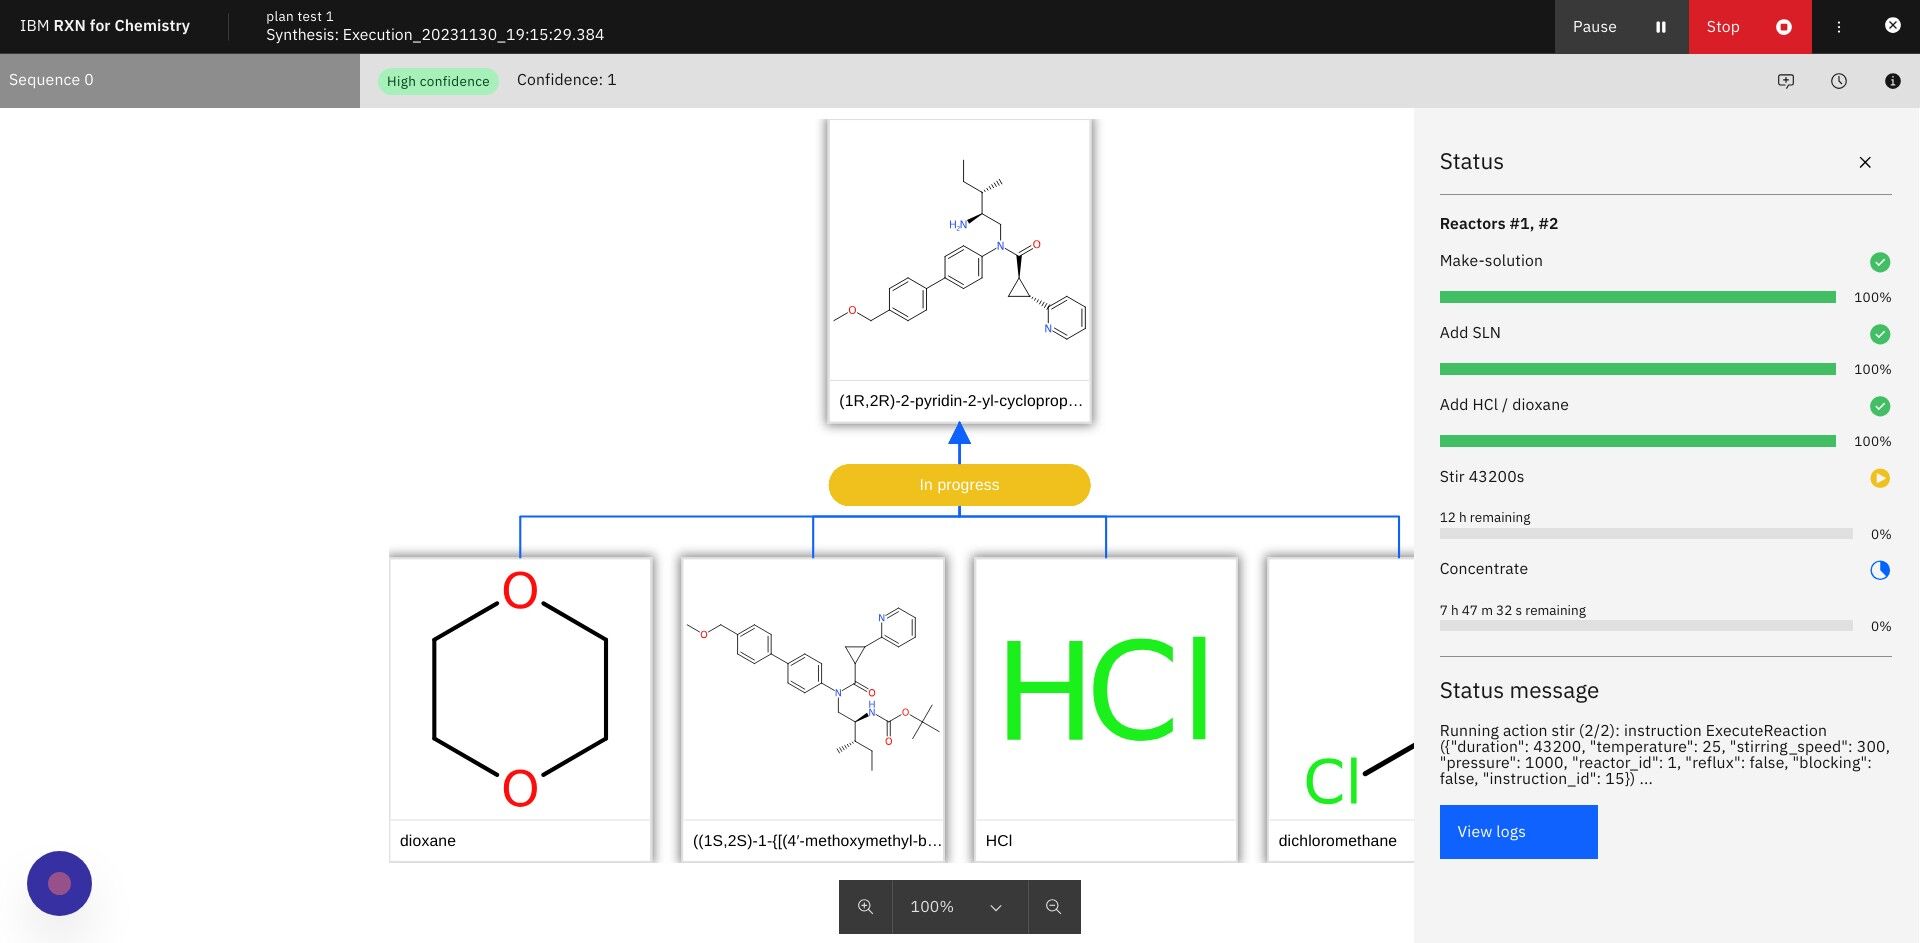 IBM RXN for Chemistry
plan test 1
Synthesis: Execution_20231130_19:15:29.384
Pause
Stop
Sequence 0
High confidence
Confidence: 1
H2N
N
O
O
N
(1R,2R)-2-pyridin-2-yl-cycloprop...
In progress
O
O
dioxane
N
O
N
O
H
N
O
O
((1S,2S)-1-{[(4'-methoxymethyl-b...
HCl
HCl
Cl
dichloromethane
100%
Status
Reactors #1, #2
Make-solution
100%
Add SLN
100%
Add HCl / dioxane
100%
Stir 43200s
12 h remaining
0%
Concentrate
7 h 47 m 32 s remaining
0%
Status message
Running action stir (2/2): instruction ExecuteReaction
({"duration": 43200, "temperature": 25, "stirring_speed": 300,
"pressure": 1000, "reactor_id": 1, "reflux": false, "blocking":
false, "instruction_id": 15}) ...
View logs